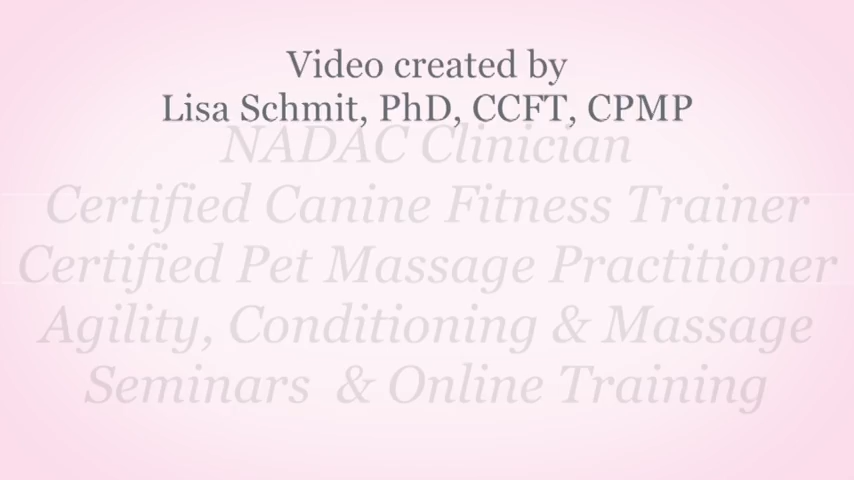 Video created by
Lisa Schmit, PhD, CCFT, CPMP
NADAC Clinician
Certified Canine Fitness Trainer
Certified Pet Massage Practitioner
Agility, Conditioning & Massage
Seminars & Online Training